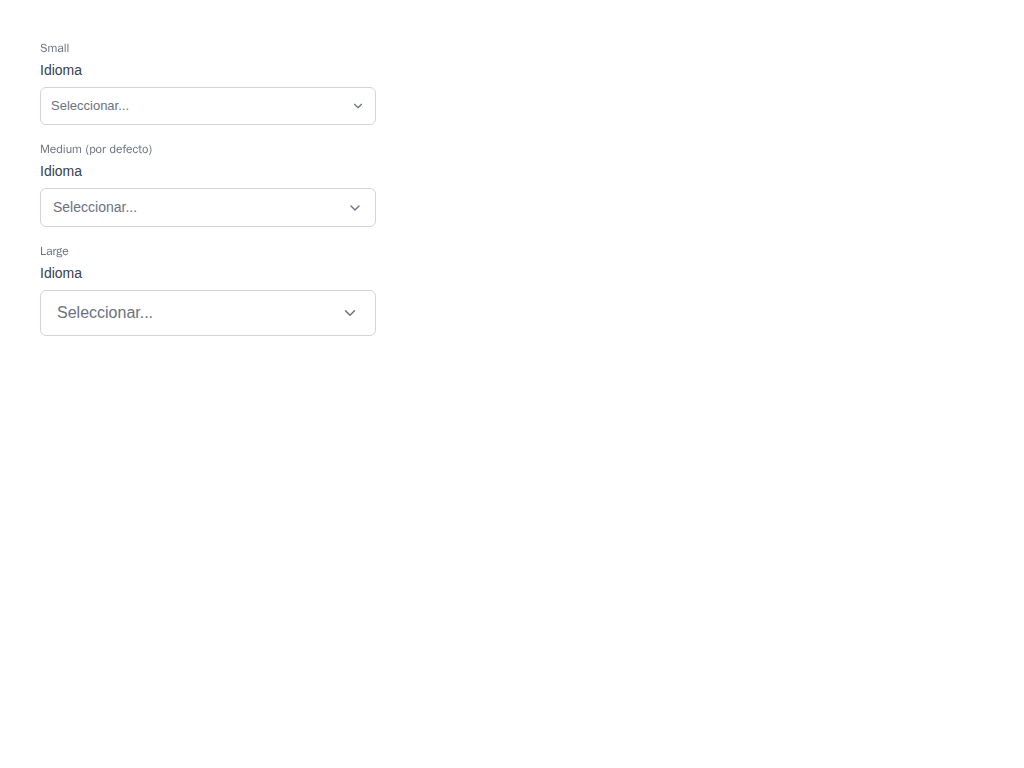 Small
Idioma
Seleccionar...
Medium (por defecto)
Idioma
Seleccionar...
Large
Idioma
Seleccionar...